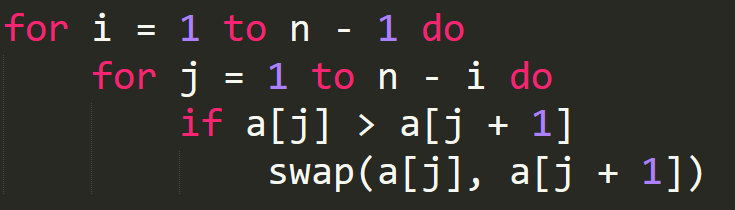 for i = 1 to n - 1 do
    for j = 1 to n - i do
        if a[j] > a[j + 1]
            swap(a[j], a[j + 1])